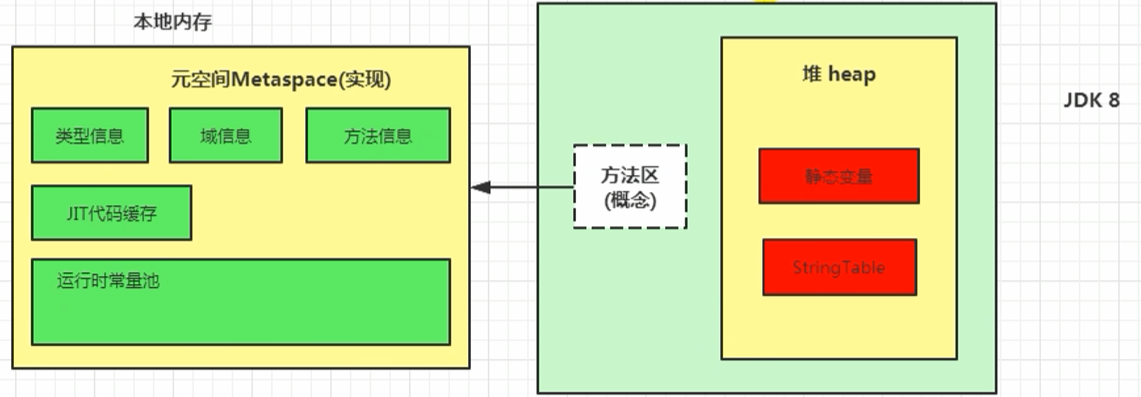 本地内存
元空间Metaspace(实现)
类型信息
域信息
方法信息
JIT代码缓存
运行时常量池
方法区
(概念)
堆 heap
静态变量
StringTable
JDK 8